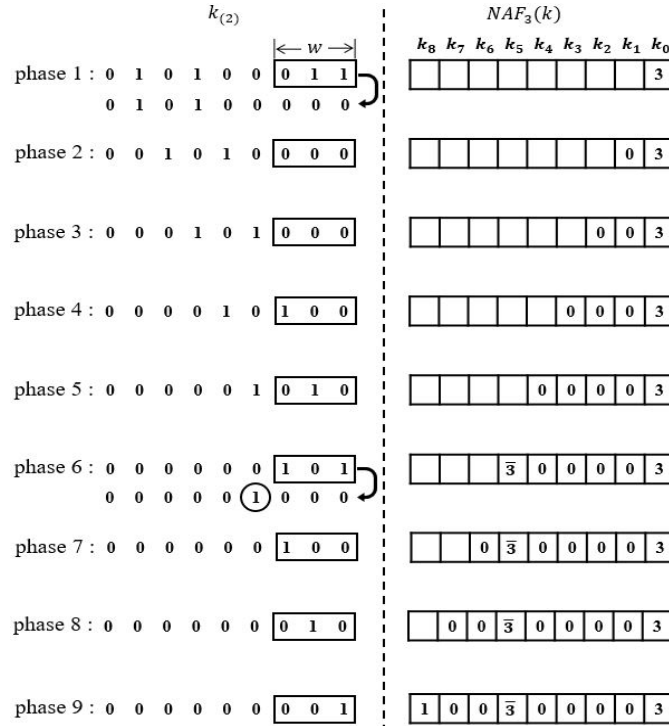 k(2) NAF₃(k)
w k₈ k₇ k₆ k₅ k₄ k₃ k₂ k₁ k₀
phase 1 : 0 1 0 1 0 0 0 1 1 3
0 1 0 1 0 0 0 0 0
phase 2 : 0 0 1 0 1 0 0 0 0 0 3
phase 3 : 0 0 0 1 0 1 0 0 0 0 0 3
phase 4 : 0 0 0 0 1 0 1 0 0 0 0 0 3
phase 5 : 0 0 0 0 0 1 0 1 0 0 0 0 0 3
phase 6 : 0 0 0 0 0 0 1 0 1 3̅ 0 0 0 0 3
0 0 0 0 0 1 0 0 0
phase 7 : 0 0 0 0 0 0 1 0 0 0 3̅ 0 0 0 0 3
phase 8 : 0 0 0 0 0 0 0 1 0 0 0 3̅ 0 0 0 0 3
phase 9 : 0 0 0 0 0 0 0 0 1 1 0 0 3̅ 0 0 0 0 3